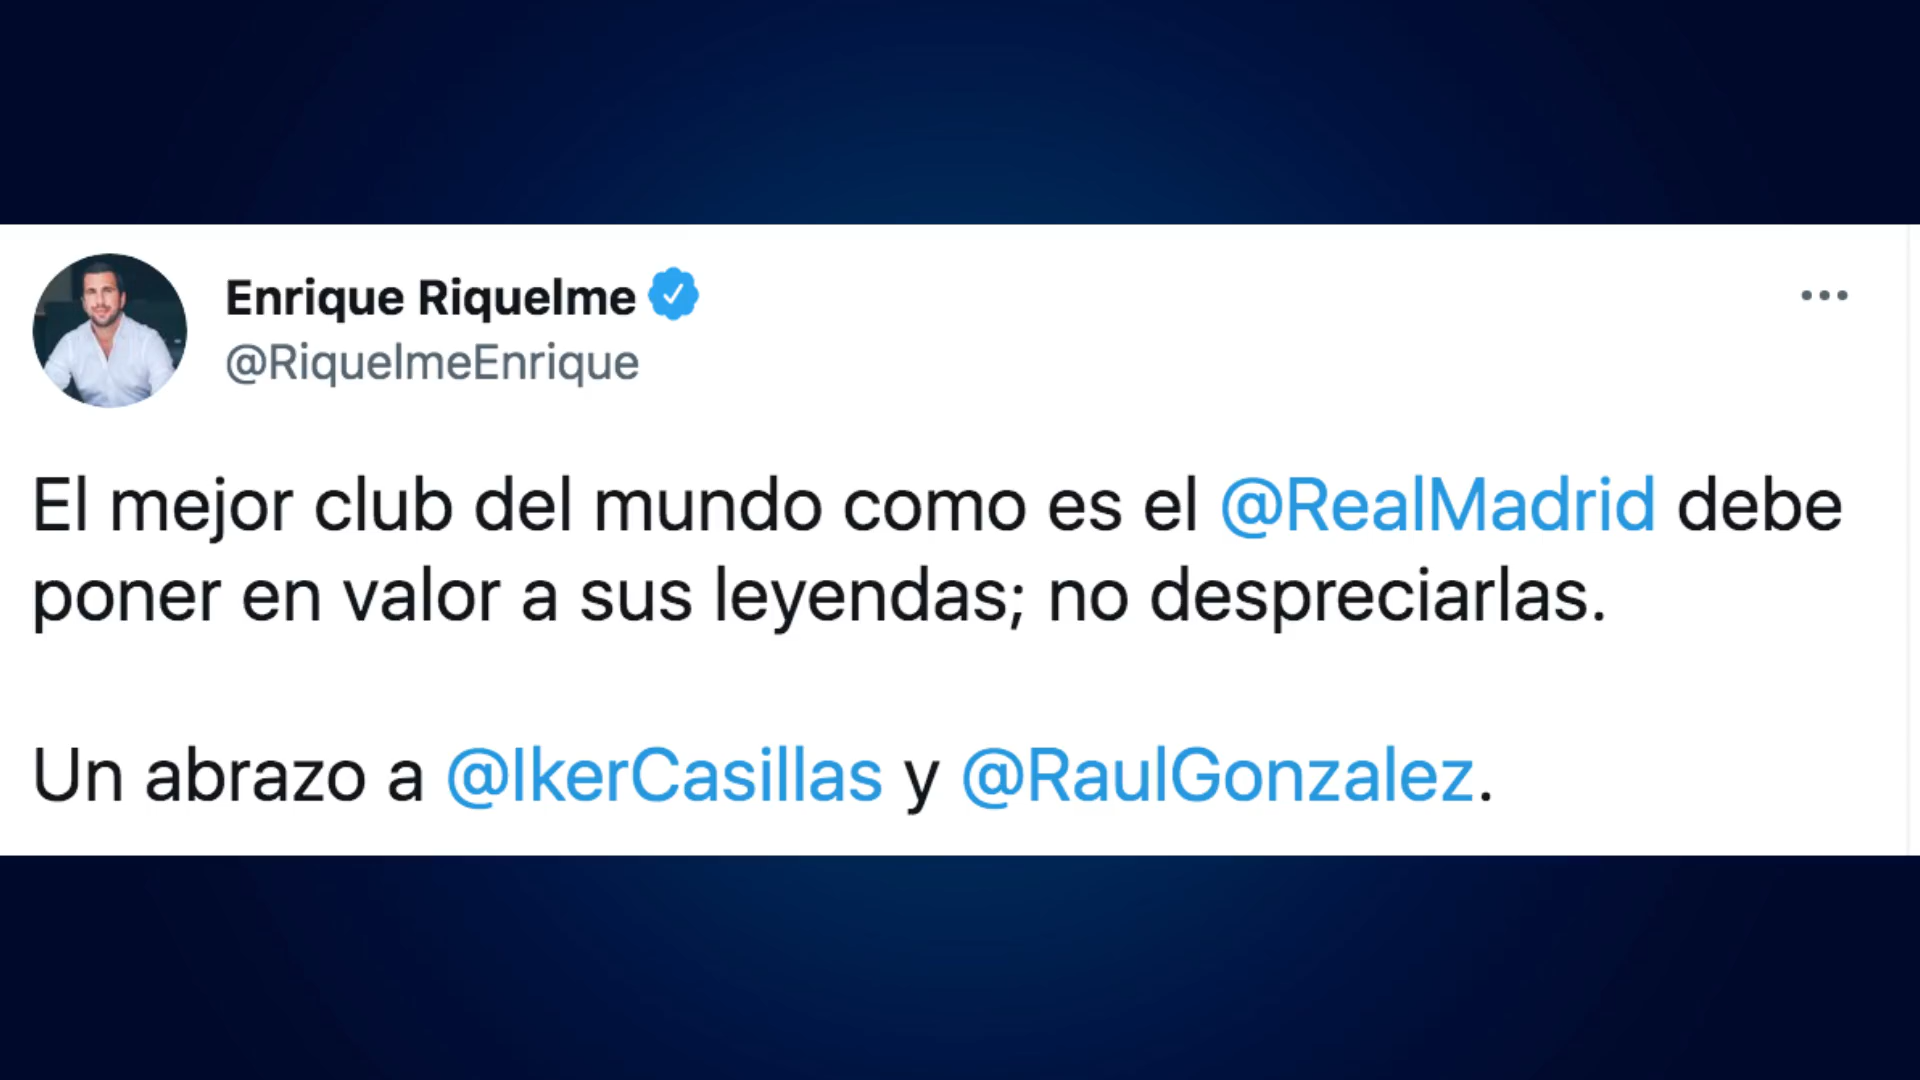 Enrique Riquelme
@RiquelmeEnrique
El mejor club del mundo como es el @RealMadrid debe
poner en valor a sus leyendas; no despreciarlas.
Un abrazo a @IkerCasillas y @RaulGonzalez.